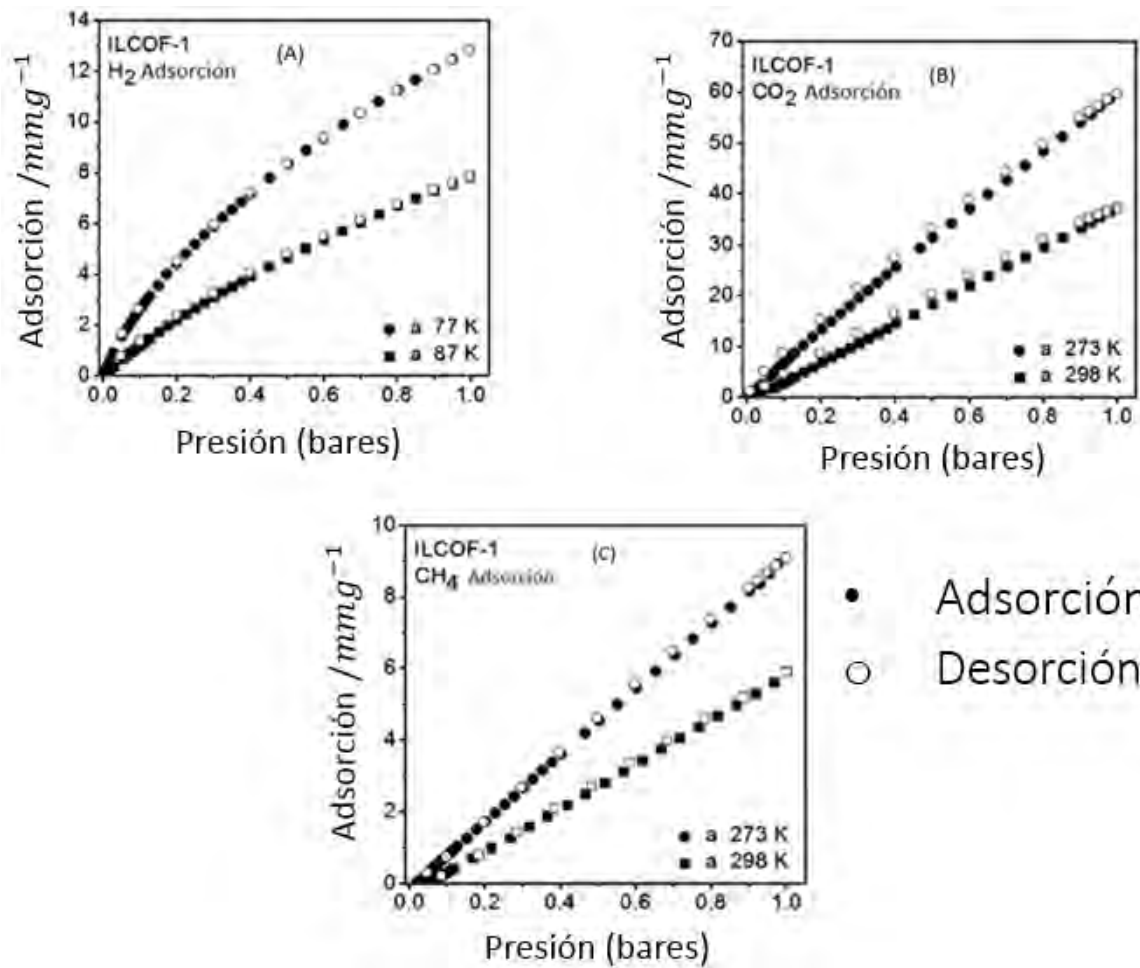 ILCOF-1
H₂ Adsorción
(A)
Adsorción /mmg⁻¹
14
12
10
8
6
4
2
0
● a 77 K
■ a 87 K
0.0 0.2 0.4 0.6 0.8 1.0
Presión (bares)
ILCOF-1
CO₂ Adsorción
(B)
Adsorción /mmg⁻¹
70
60
50
40
30
20
10
0
● a 273 K
■ a 298 K
0.0 0.2 0.4 0.6 0.8 1.0
Presión (bares)
ILCOF-1
CH₄ Adsorción
(C)
Adsorción /mmg⁻¹
10
8
6
4
2
0
● a 273 K
■ a 298 K
0.0 0.2 0.4 0.6 0.8 1.0
Presión (bares)
● Adsorción
○ Desorción